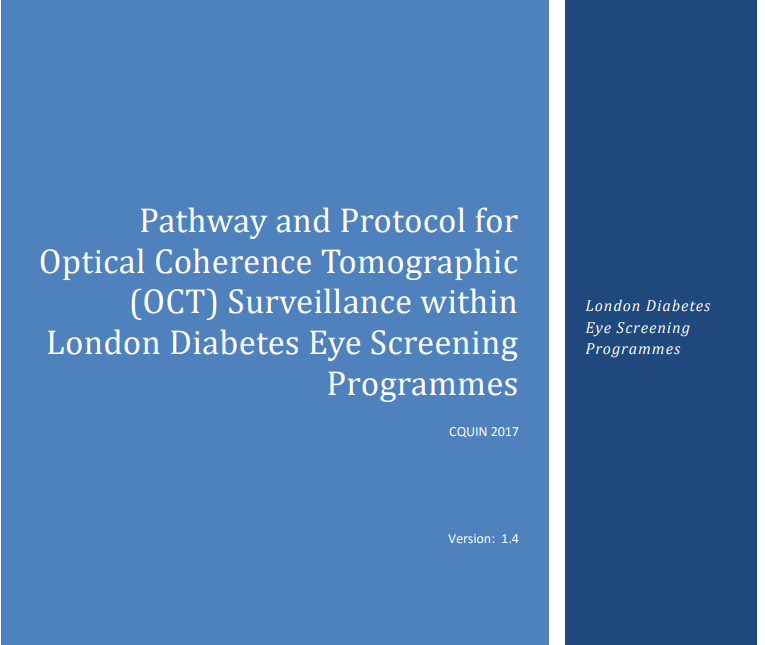 Pathway and Protocol for
Optical Coherence Tomographic
(OCT) Surveillance within
London Diabetes Eye Screening
Programmes
CQUIN 2017
Version:  1.4
London Diabetes
Eye Screening
Programmes